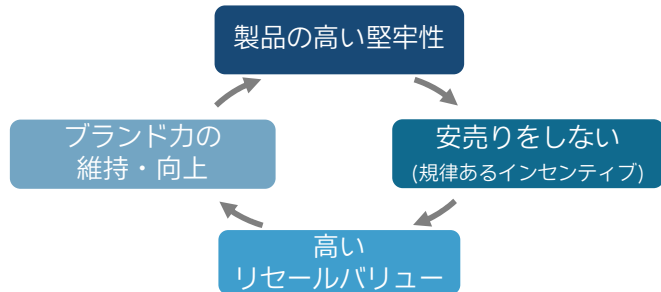 製品の高い堅牢性
安売りをしない
(規律あるインセンティブ)
高い
リセールバリュー
ブランド力の
維持・向上